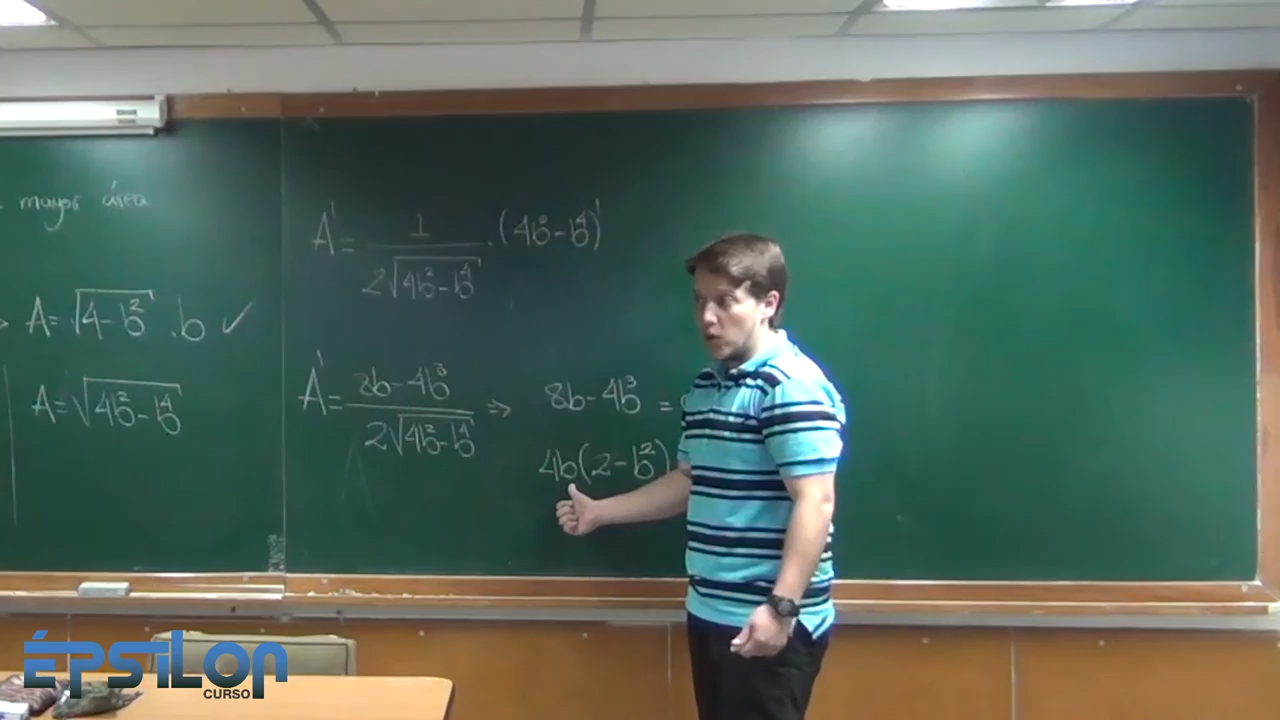 mayor área
A = √(4 - b²) . b ✓
A = √(4b² - b⁴)
A' = 1 / (2√(4b² - b⁴)) . (4b² - b⁴)'
A' = (8b - 4b³) / (2√(4b² - b⁴)) ⇒ 8b - 4b³ =
4b(2 - b²)
ÉPSILON
CURSO